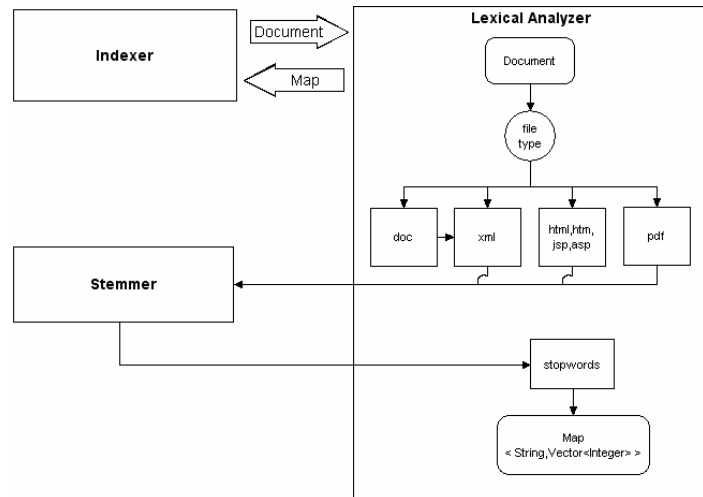 Lexical Analyzer
Indexer
Document
Map
Document
file
type
doc
xml
html,htm,
jsp,asp
pdf
Stemmer
stopwords
Map
< String,Vector<Integer> >